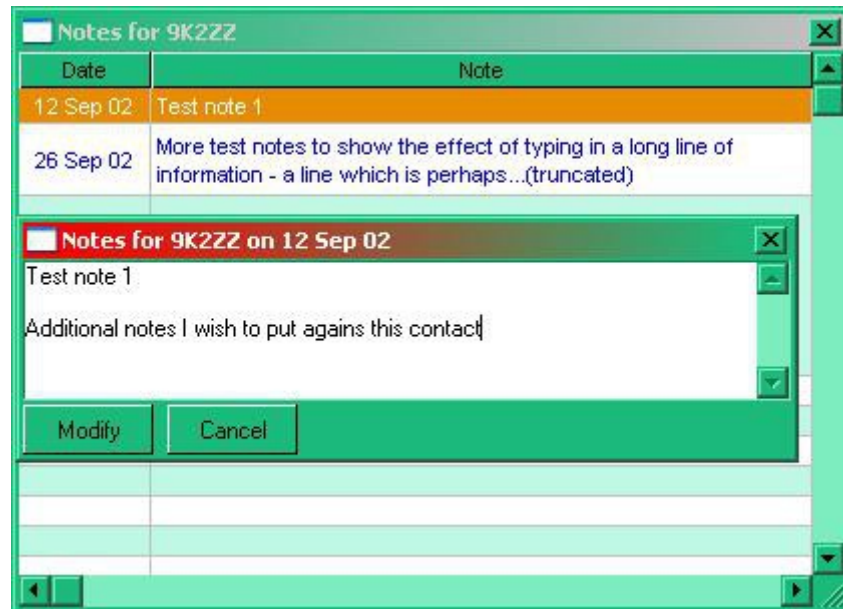 Notes for 9K2ZZ
Date Note
12 Sep 02 Test note 1
26 Sep 02 More test notes to show the effect of typing in a long line of
information - a line which is perhaps...(truncated)
Notes for 9K2ZZ on 12 Sep 02
Test note 1
Additional notes I wish to put agains this contact
Modify Cancel